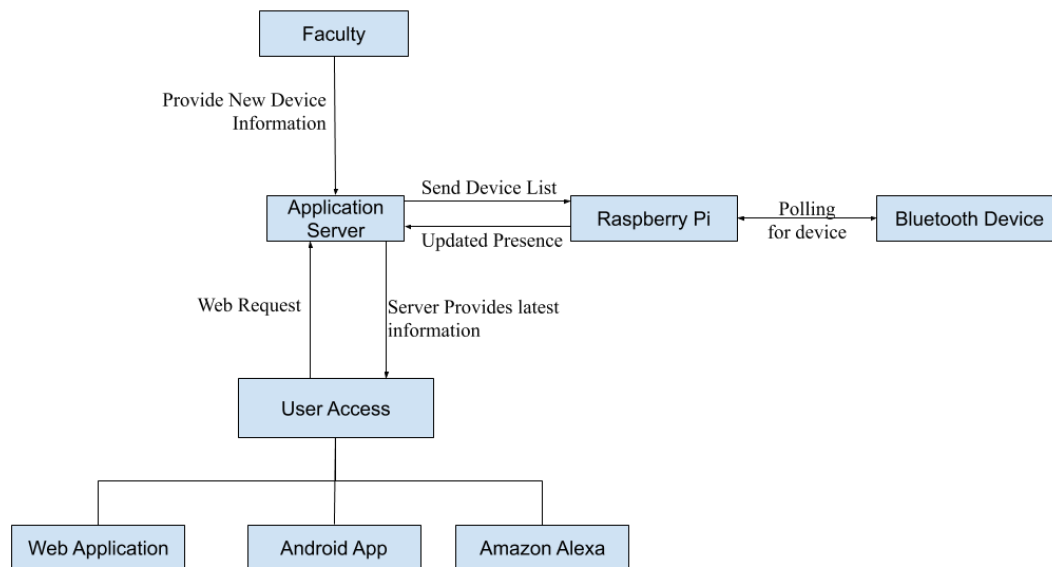 Faculty
Provide New Device
Information
Send Device List
Application
Server
Raspberry Pi
Polling
for device
Bluetooth Device
Updated Presence
Web Request
Server Provides latest
information
User Access
Web Application
Android App
Amazon Alexa